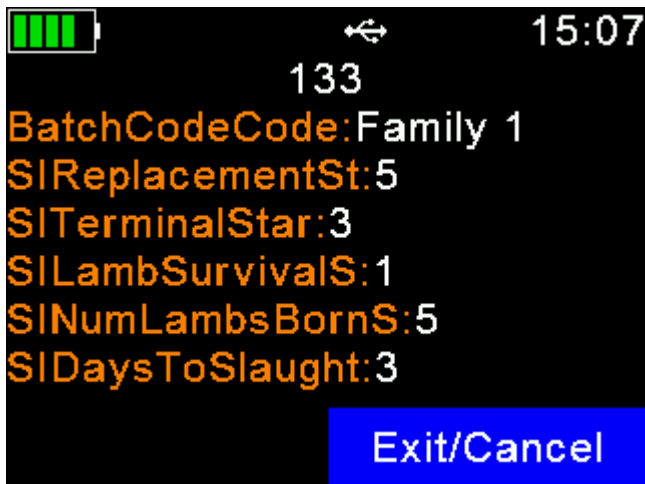 15:07
133
BatchCodeCode:Family 1
SIReplacementSt:5
SITerminalStar:3
SILambSurvivalS:1
SINumLambsBornS:5
SIDaysToSlaught:3
Exit/Cancel